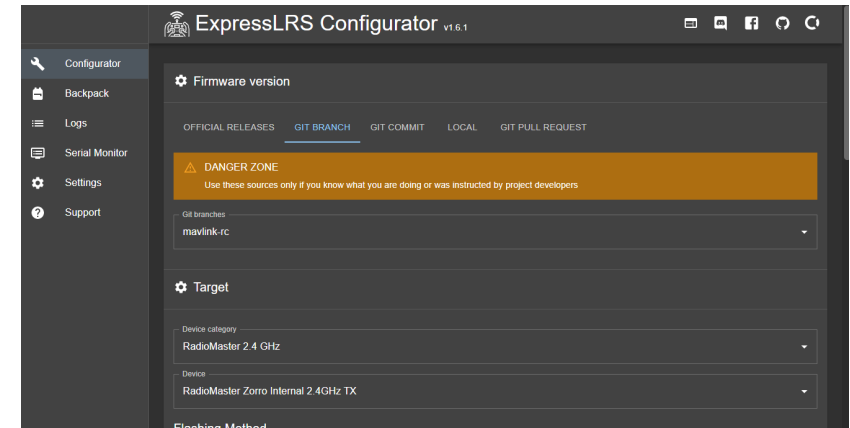 ExpressLRS Configurator v1.6.1
Configurator
Backpack
Logs
Serial Monitor
Settings
Support
Firmware version
OFFICIAL RELEASES GIT BRANCH GIT COMMIT LOCAL GIT PULL REQUEST
DANGER ZONE
Use these sources only if you know what you are doing or was instructed by project developers
Git branches
mavlink-rc
Target
Device category
RadioMaster 2.4 GHz
Device
RadioMaster Zorro Internal 2.4GHz TX
Flashing Method